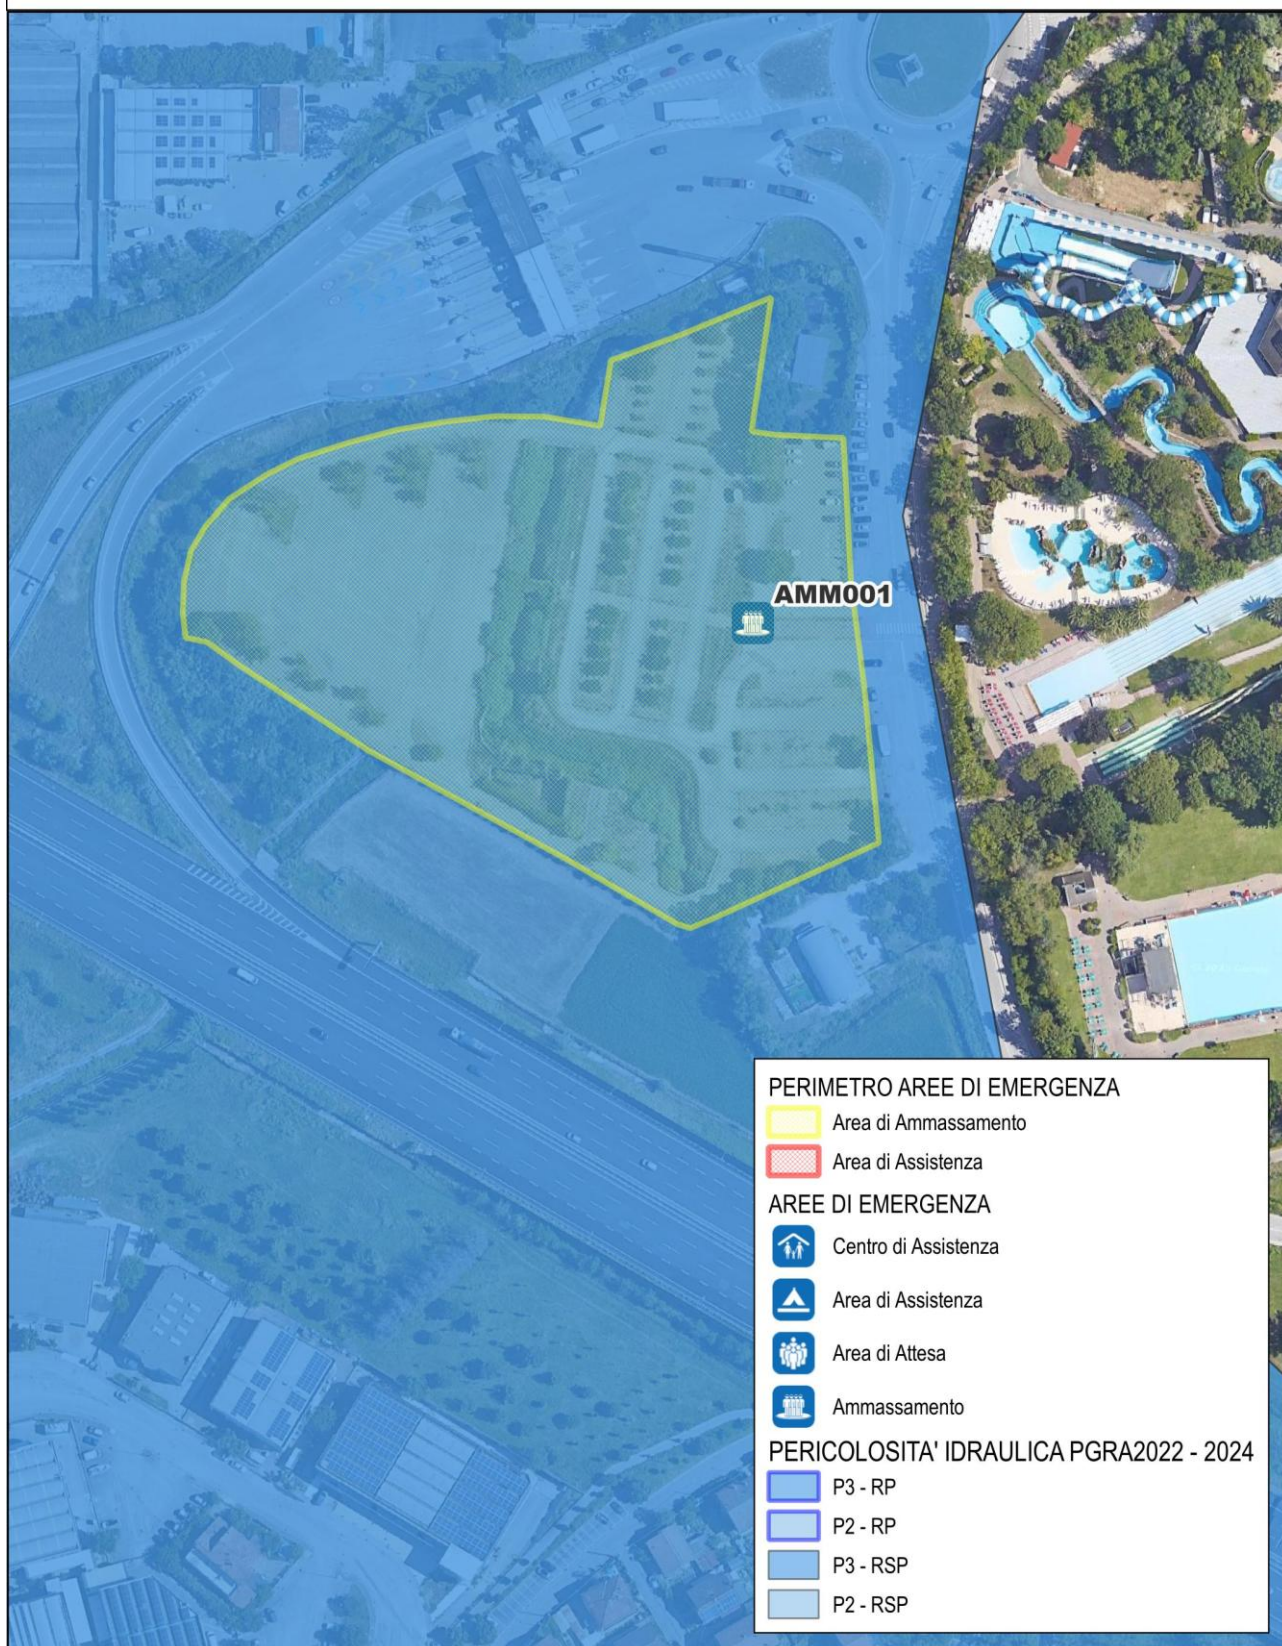 AMM001
PERIMETRO AREE DI EMERGENZA
Area di Ammassamento
Area di Assistenza
AREE DI EMERGENZA
Centro di Assistenza
Area di Assistenza
Area di Attesa
Ammassamento
PERICOLOSITA' IDRAULICA PGRA2022 - 2024
P3 - RP
P2 - RP
P3 - RSP
P2 - RSP